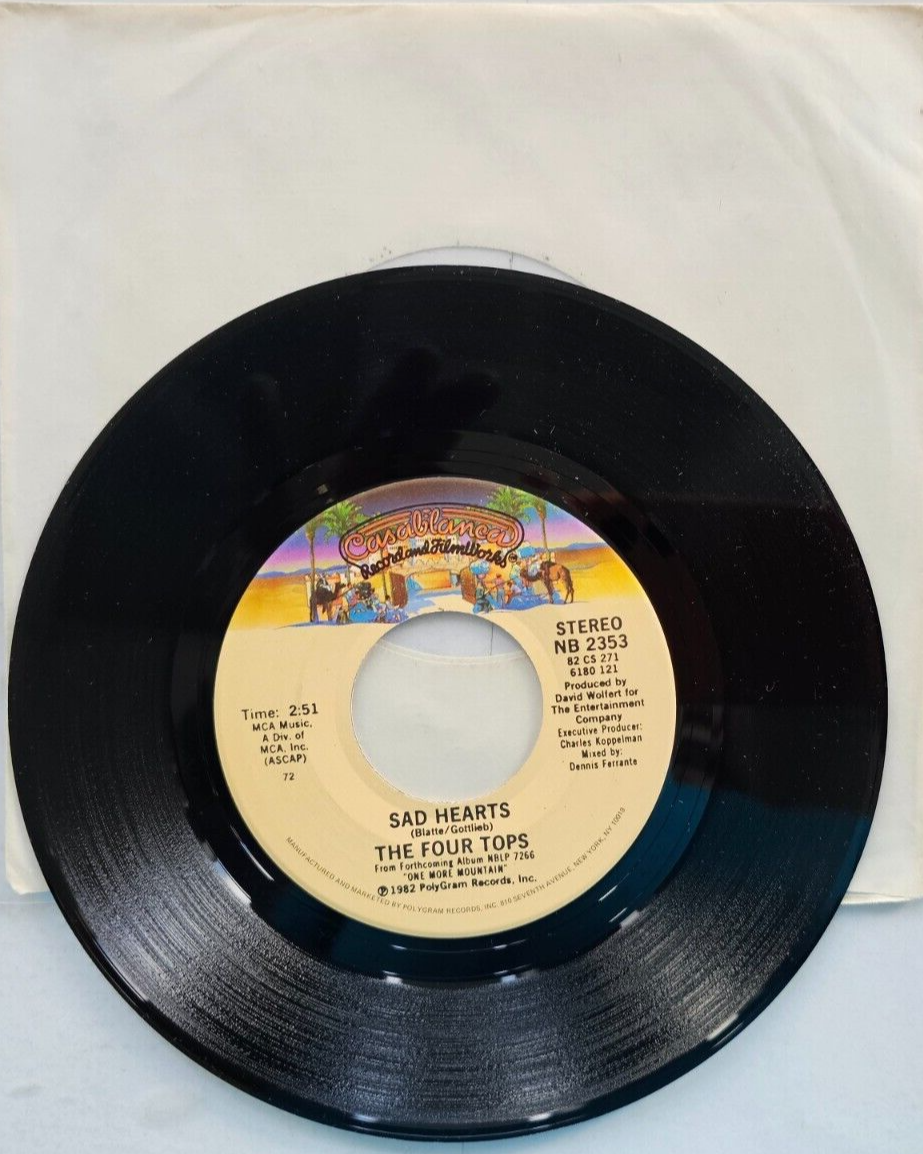 Casablanca
Record and FilmWorks
STEREO
NB 2353
82 CS 271
6180 121
Produced by
David Wolfert for
The Entertainment
Company
Executive Producer:
Charles Koppelman
Mixed by:
Dennis Ferrante
Time: 2:51
MCA Music,
A Div. of
MCA, Inc.
(ASCAP)
72
SAD HEARTS
(Blatte/Gottlieb)
THE FOUR TOPS
From Forthcoming Album NBLP 7266
"ONE MORE MOUNTAIN"
℗1982 PolyGram Records, Inc.
MANUFACTURED AND MARKETED BY POLYGRAM RECORDS, INC. 810 SEVENTH AVENUE, NEW YORK, NY 10019